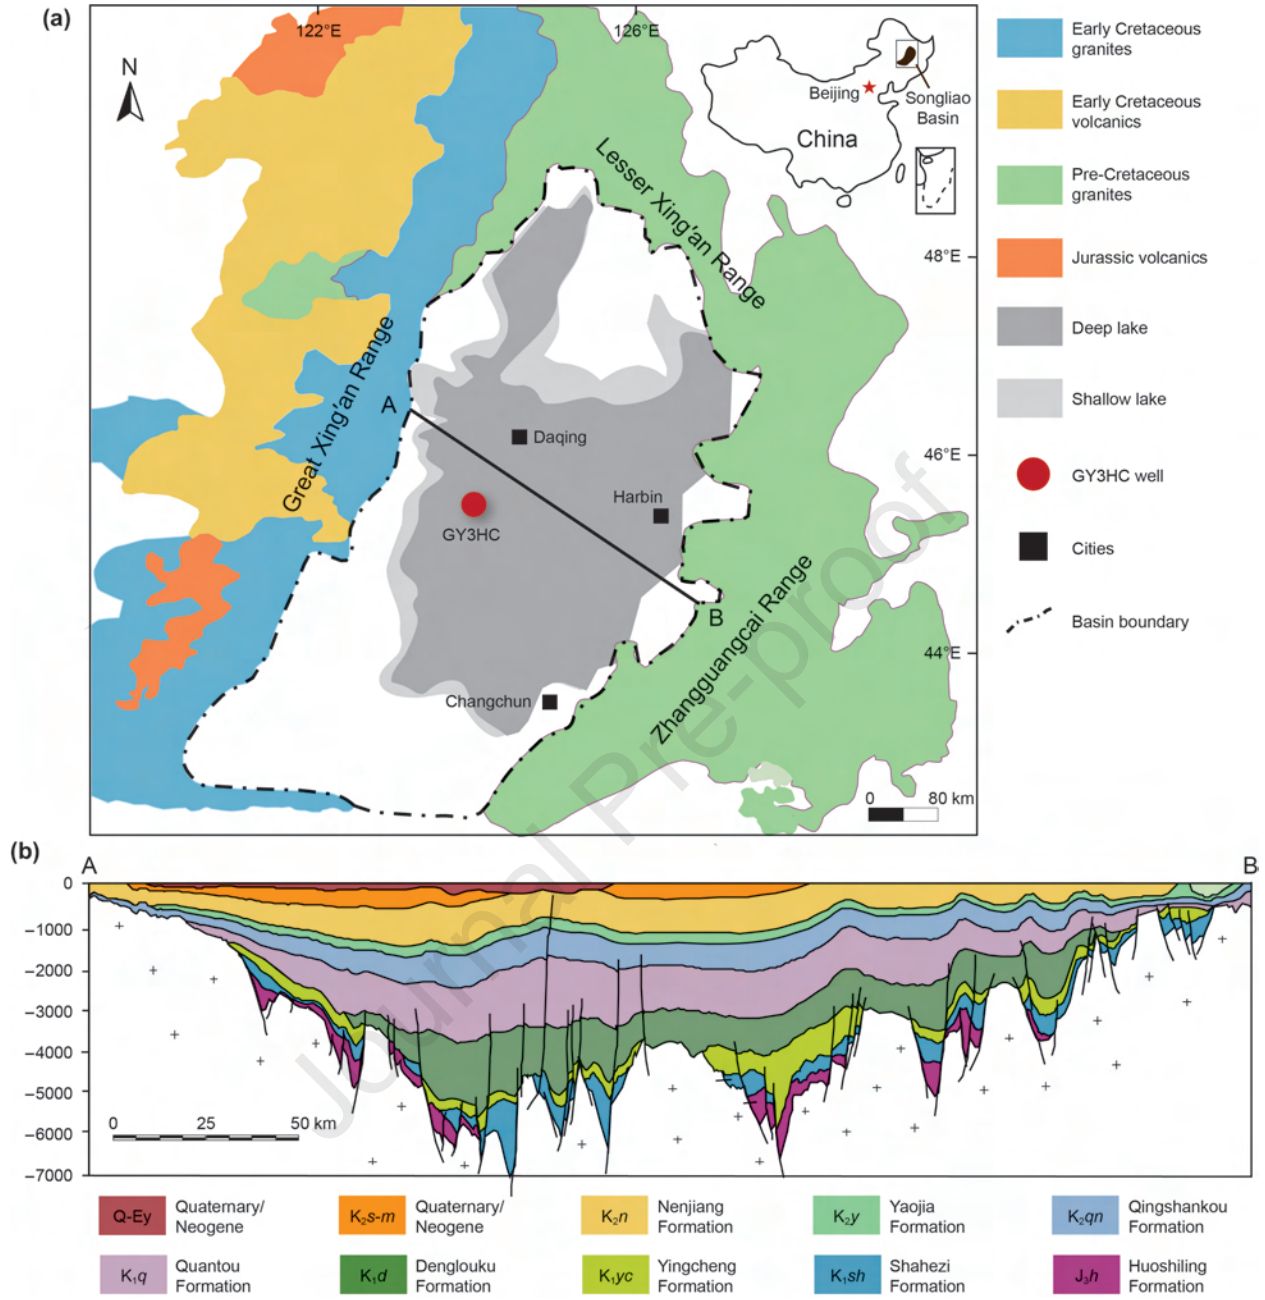 (a)
122°E
126°E
N
Beijing
Songliao
Basin
China
Lesser Xing'an Range
48°E
Great Xing'an Range
A
Daqing
46°E
Harbin
GY3HC
B
Zhangguangcai Range
44°E
Changchun
0 80 km
Early Cretaceous
granites
Early Cretaceous
volcanics
Pre-Cretaceous
granites
Jurassic volcanics
Deep lake
Shallow lake
GY3HC well
Cities
Basin boundary
Journal Pre-proof
(b)
A
B
0
−1000
−2000
−3000
−4000
−5000
−6000
−7000
0 25 50 km
Q-Ey Quaternary/
Neogene
K₂s-m Quaternary/
Neogene
K₂n Nenjiang
Formation
K₂y Yaojia
Formation
K₂qn Qingshankou
Formation
K₁q Quantou
Formation
K₁d Denglouku
Formation
K₁yc Yingcheng
Formation
K₁sh Shahezi
Formation
J₃h Huoshiling
Formation